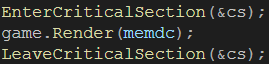 EnterCriticalSection(&cs);
game.Render(memdc);
LeaveCriticalSection(&cs);